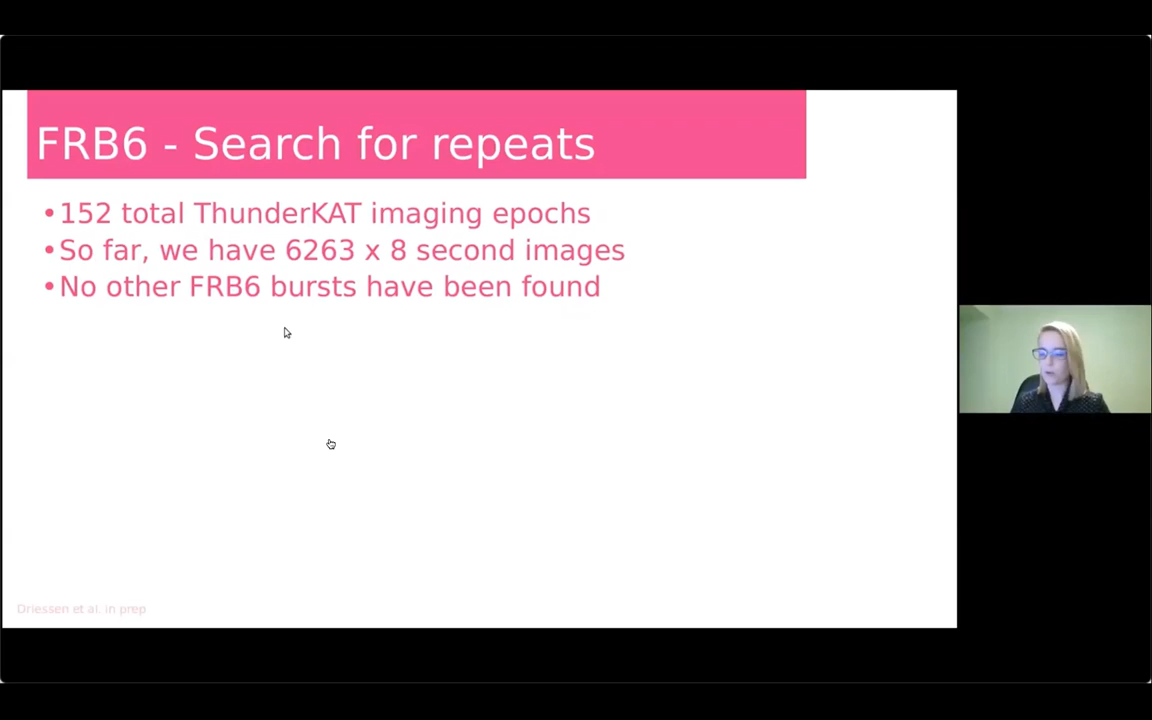 FRB6 - Search for repeats
•152 total ThunderKAT imaging epochs
•So far, we have 6263 x 8 second images
•No other FRB6 bursts have been found
Driessen et al. in prep